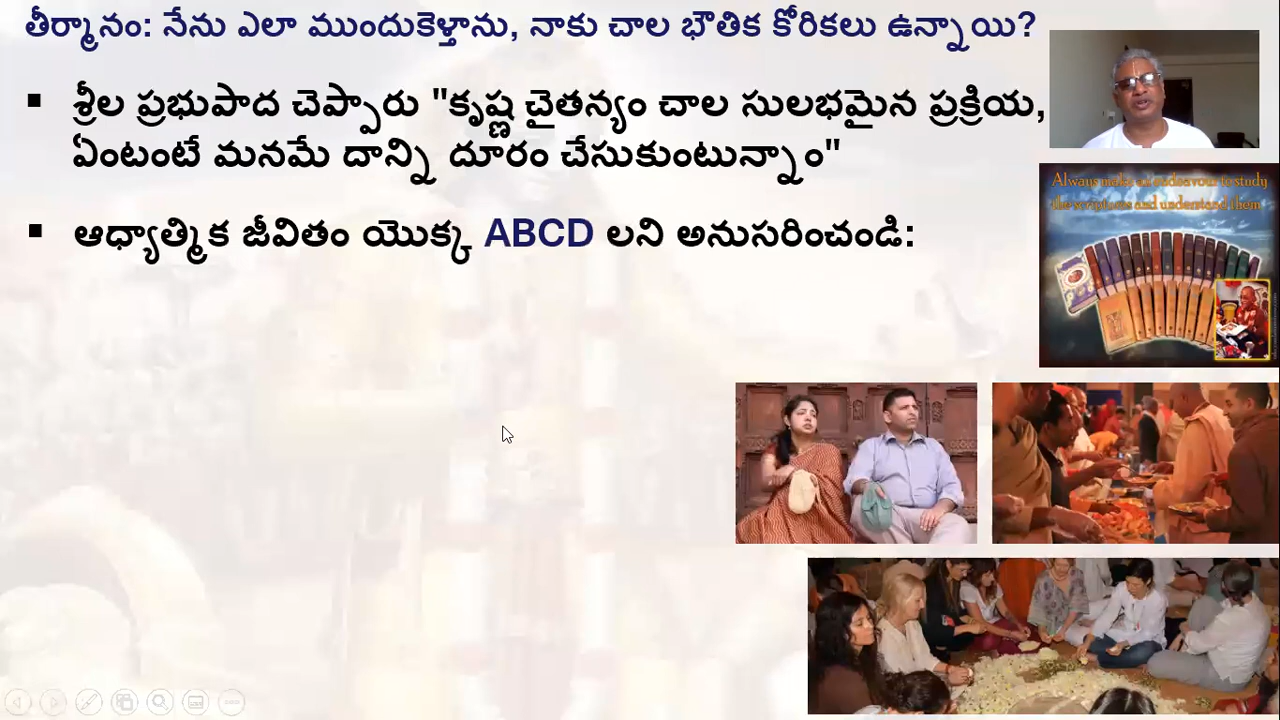 తీర్మానం: నేను ఎలా ముందుకెళ్తాను, నాకు చాల భౌతిక కోరికలు ఉన్నాయి?
▪ శ్రీల ప్రభుపాద చెప్పారు "కృష్ణ చైతన్యం చాల సులభమైన ప్రక్రియ,
ఏంటంటే మనమే దాన్ని దూరం చేసుకుంటున్నాం"
▪ ఆధ్యాత్మిక జీవితం యొక్క ABCD లని అనుసరించండి:
Always make an endeavour to study
the scriptures and understand them